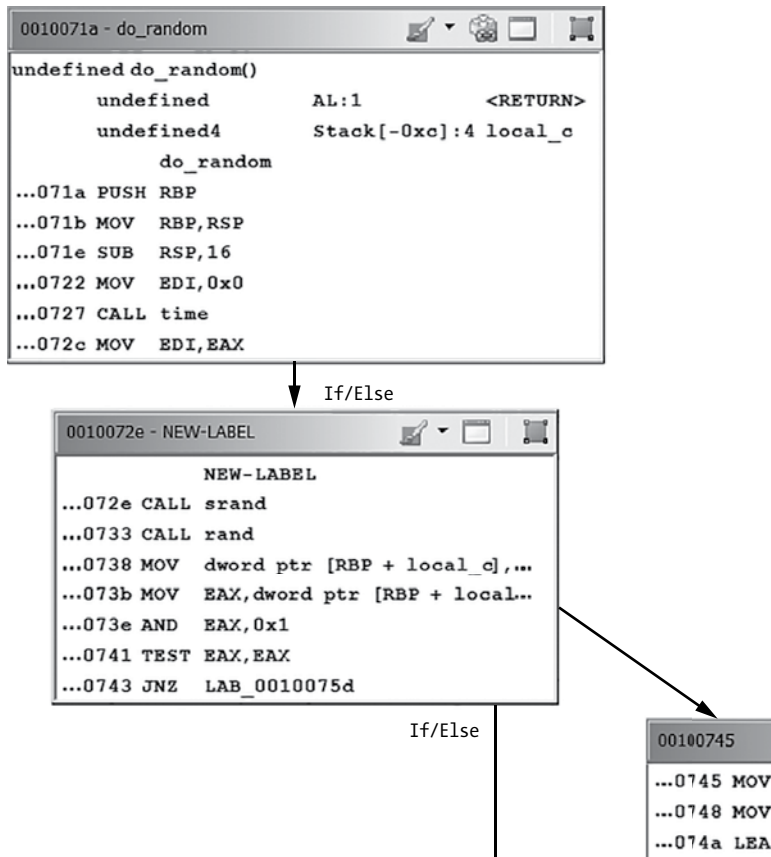 0010071a - do_random
undefined do_random()
undefined AL:1 <RETURN>
undefined4 Stack[-0xc]:4 local_c
do_random
...071a PUSH RBP
...071b MOV RBP,RSP
...071e SUB RSP,16
...0722 MOV EDI,0x0
...0727 CALL time
...072c MOV EDI,EAX
If/Else
0010072e - NEW-LABEL
NEW-LABEL
...072e CALL srand
...0733 CALL rand
...0738 MOV dword ptr [RBP + local_c],...
...073b MOV EAX,dword ptr [RBP + local...
...073e AND EAX,0x1
...0741 TEST EAX,EAX
...0743 JNZ LAB_0010075d
If/Else
00100745
...0745 MOV
...0748 MOV
...074a LEA